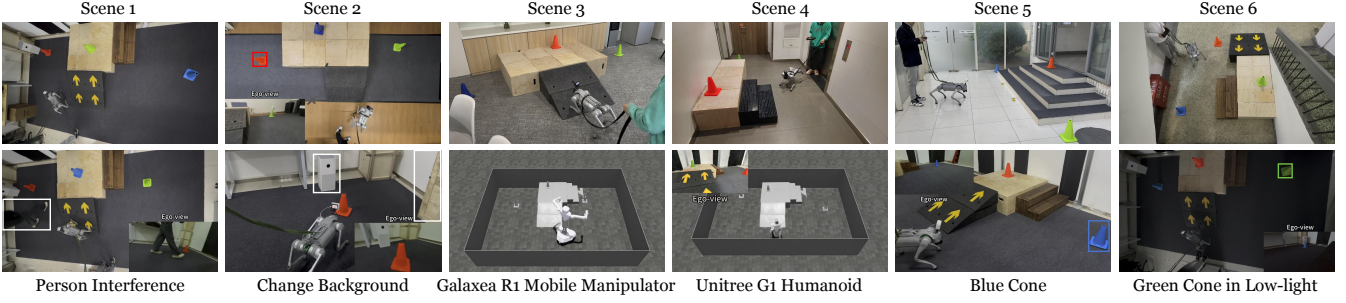 Scene 1
Scene 2
Scene 3
Scene 4
Scene 5
Scene 6
Ego-view
Ego-view
Ego-view
Ego-view
Ego-view
Ego-view
Person Interference
Change Background
Galaxea R1 Mobile Manipulator
Unitree G1 Humanoid
Blue Cone
Green Cone in Low-light